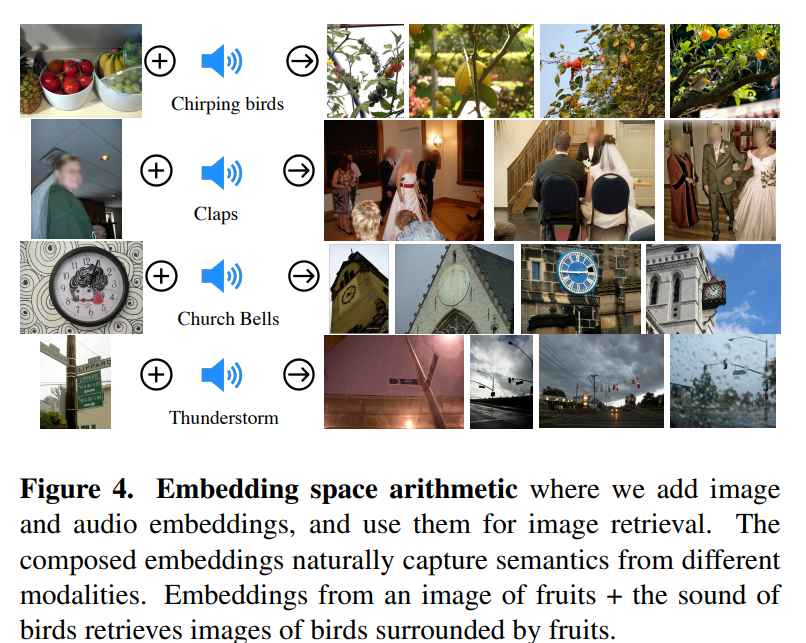 Chirping birds
Claps
Church Bells
LIPPARD
Thunderstorm
Figure 4. Embedding space arithmetic where we add image
and audio embeddings, and use them for image retrieval. The
composed embeddings naturally capture semantics from different
modalities. Embeddings from an image of fruits + the sound of
birds retrieves images of birds surrounded by fruits.